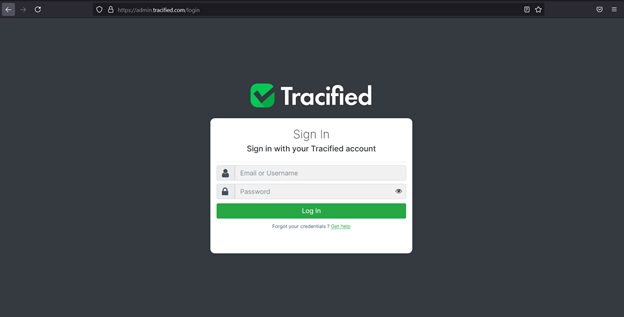 https://admin.tracified.com/login
Tracified
Sign In
Sign in with your Tracified account
Email or Username
Password
Log In
Forgot your credentials ? Get help